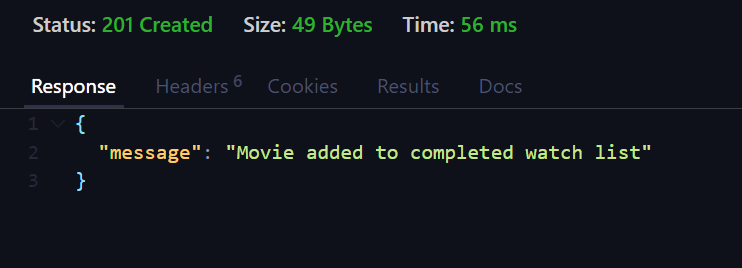 Status: 201 Created Size: 49 Bytes Time: 56 ms
Response Headers 6 Cookies Results Docs
1 {
2 "message": "Movie added to completed watch list"
3 }